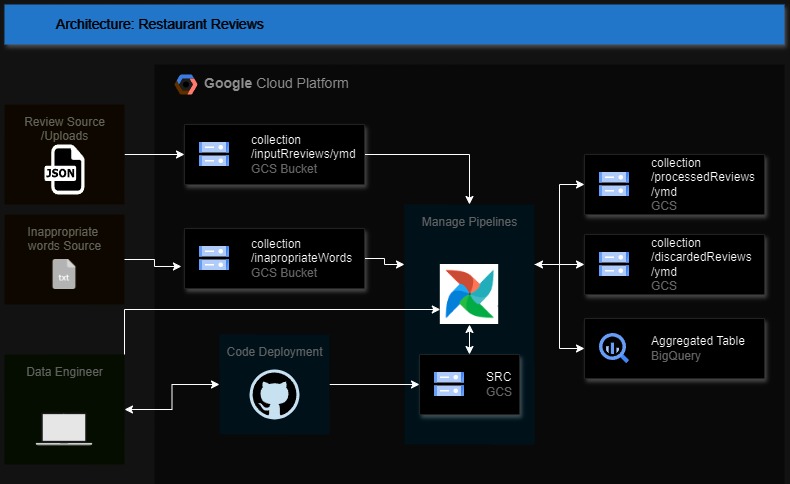 Architecture: Restaurant Reviews
Google Cloud Platform
Review Source
/Uploads
JSON
collection
/inputRreviews/ymd
GCS Bucket
Inappropriate
words Source
txt
collection
/inapropriateWords
GCS Bucket
Manage Pipelines
collection
/processedReviews
/ymd
GCS
collection
/discardedReviews
/ymd
GCS
Aggregated Table
BigQuery
Data Engineer
Code Deployment
SRC
GCS